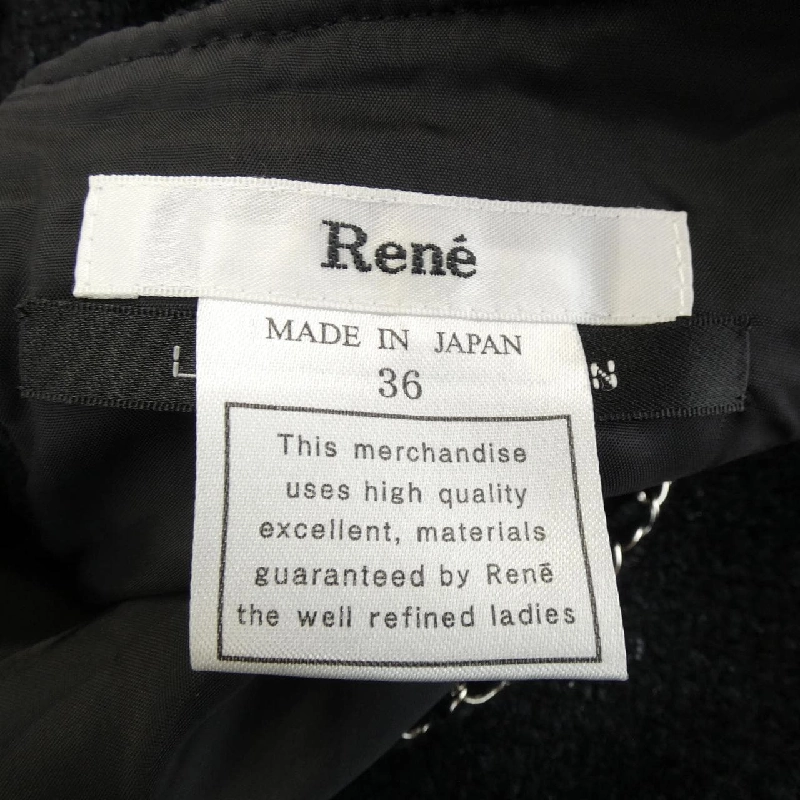 René
MADE IN JAPAN
36
This merchandise
uses high quality
excellent, materials
guaranteed by Renē
the well refined ladies